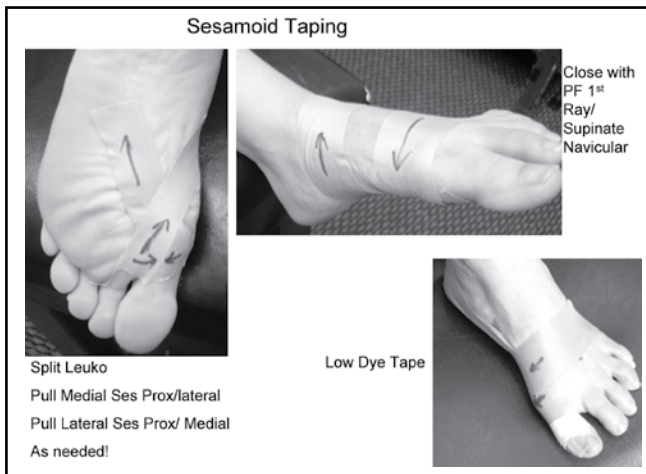 Sesamoid Taping
Close with
PF 1st
Ray/
Supinate
Navicular
Split Leuko
Pull Medial Ses Prox/lateral
Pull Lateral Ses Prox/ Medial
As needed!
Low Dye Tape